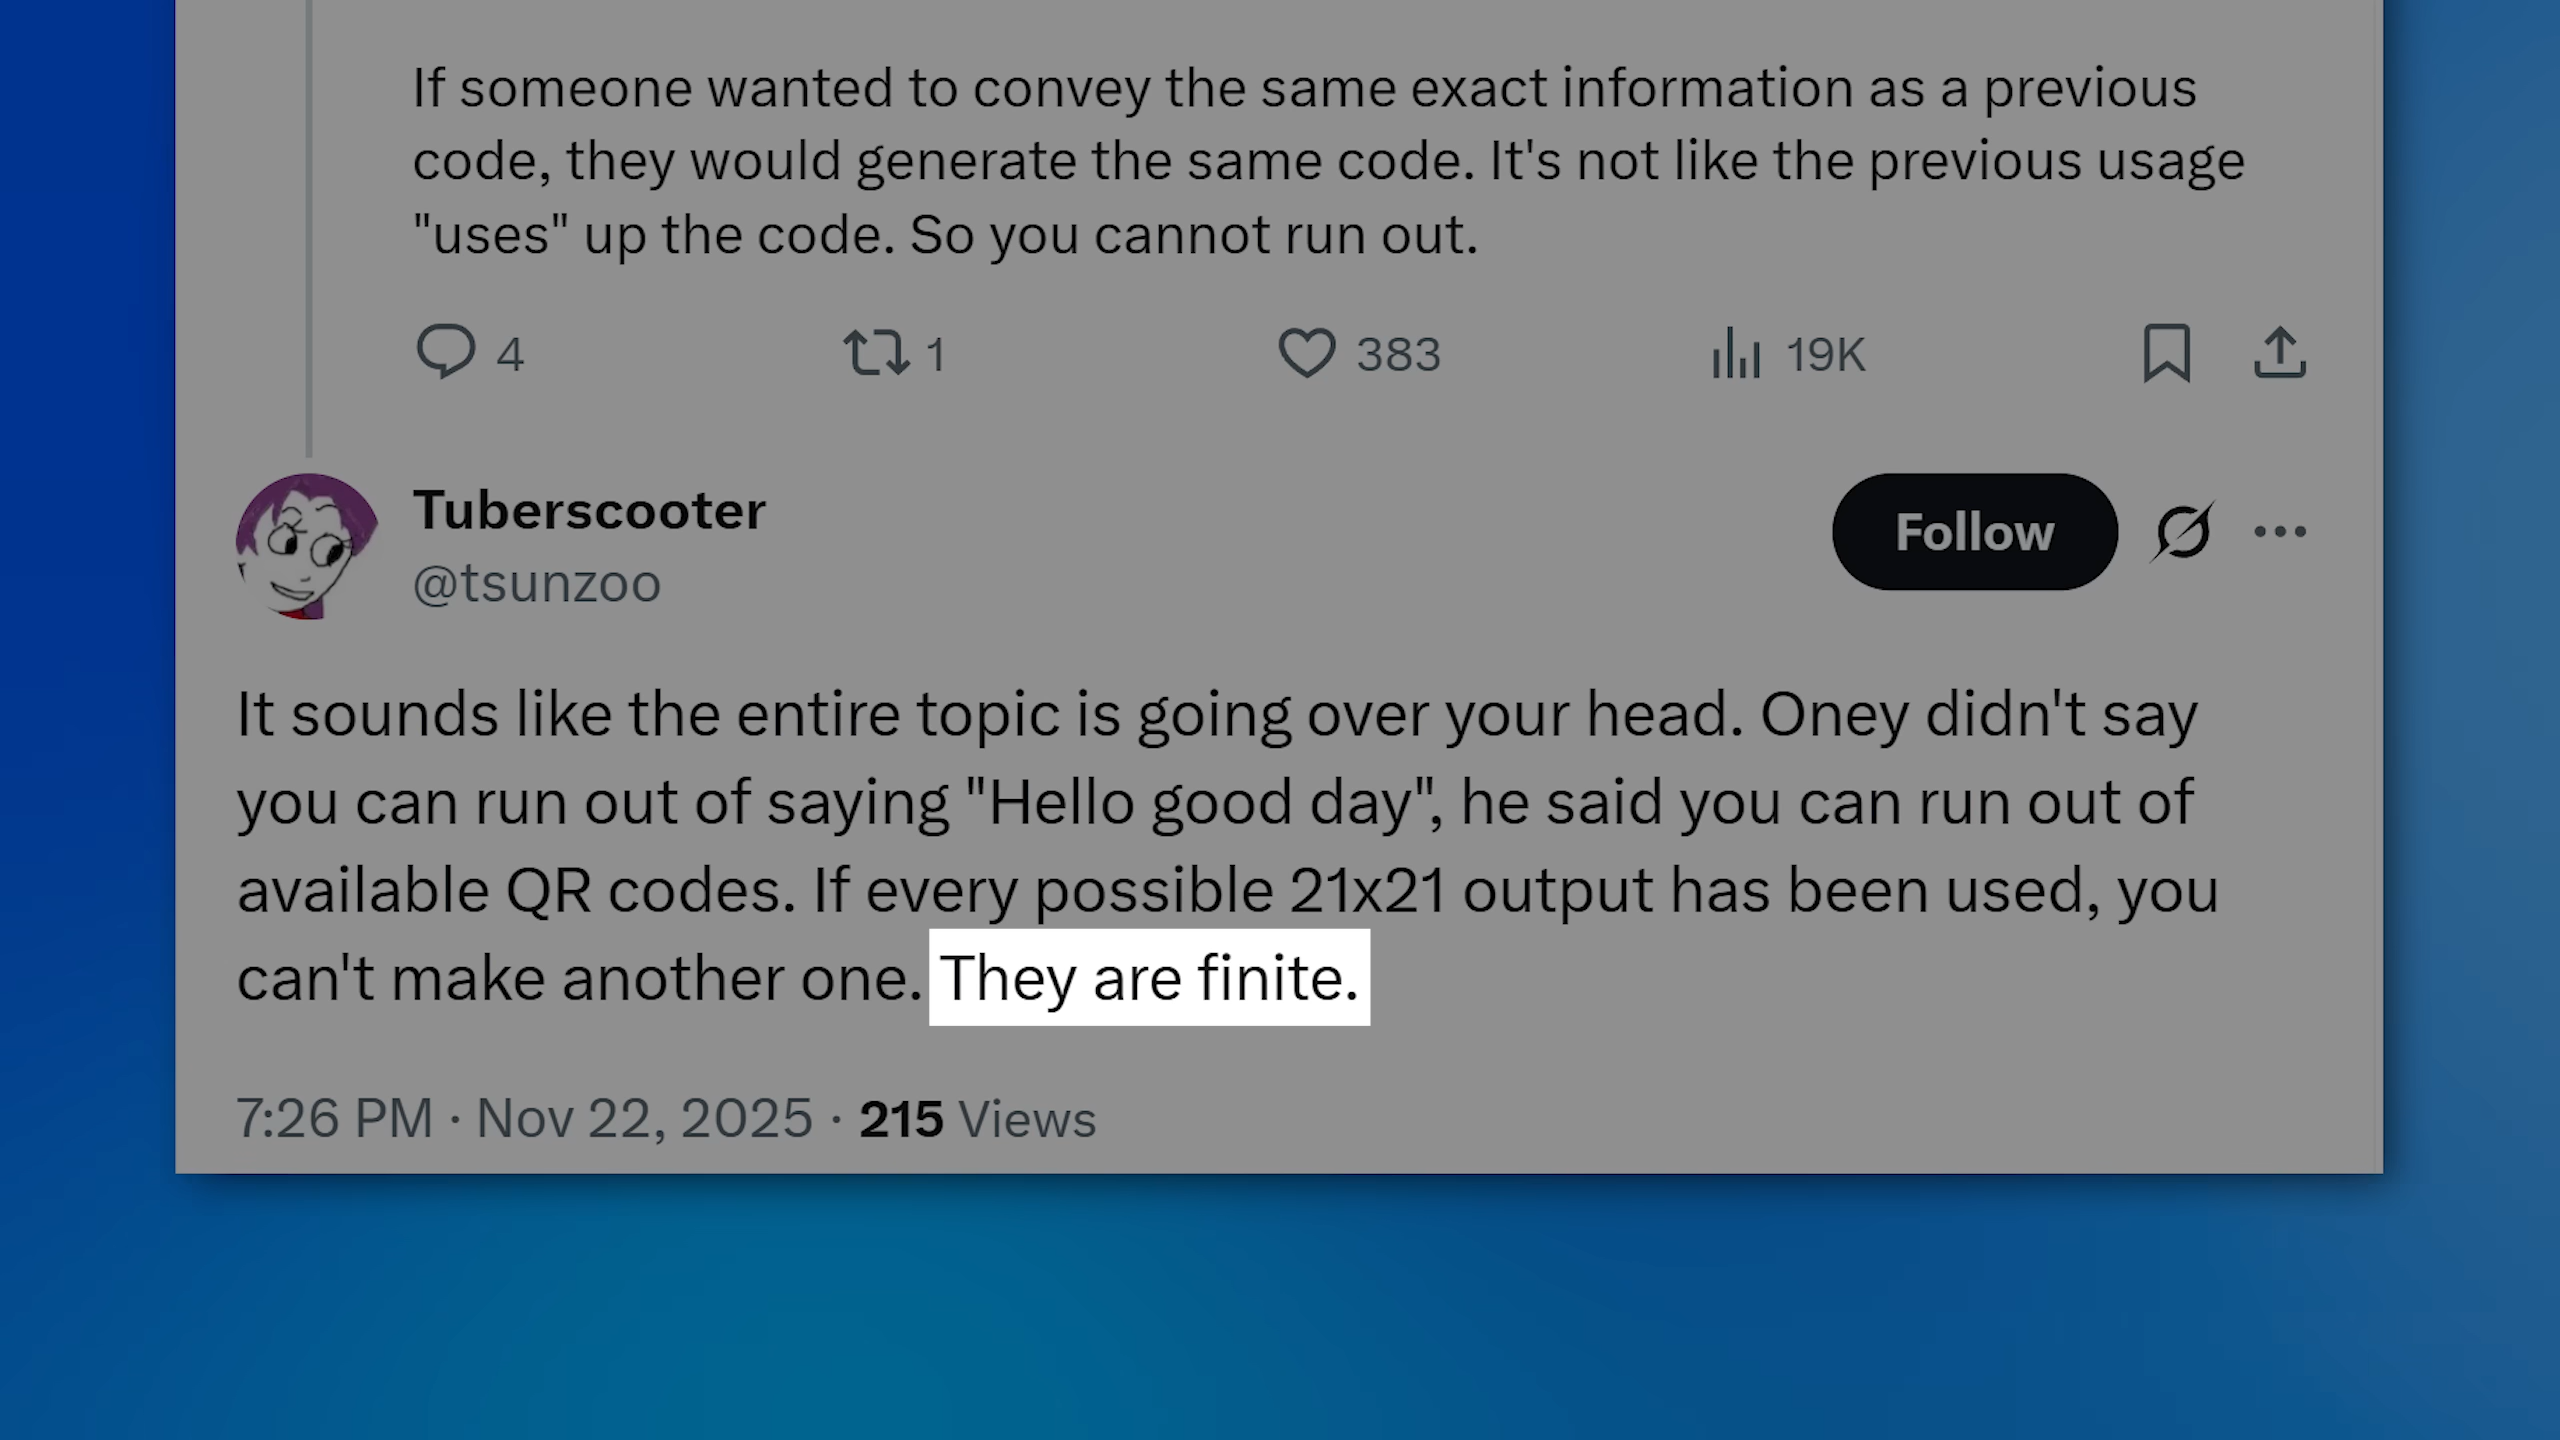 If someone wanted to convey the same exact information as a previous
code, they would generate the same code. It's not like the previous usage
"uses" up the code. So you cannot run out.
4 1 383 19K
Tuberscooter
Follow
@tsunzoo
It sounds like the entire topic is going over your head. Oney didn't say
you can run out of saying "Hello good day", he said you can run out of
available QR codes. If every possible 21x21 output has been used, you
can't make another one. They are finite.
7:26 PM · Nov 22, 2025 · 215 Views